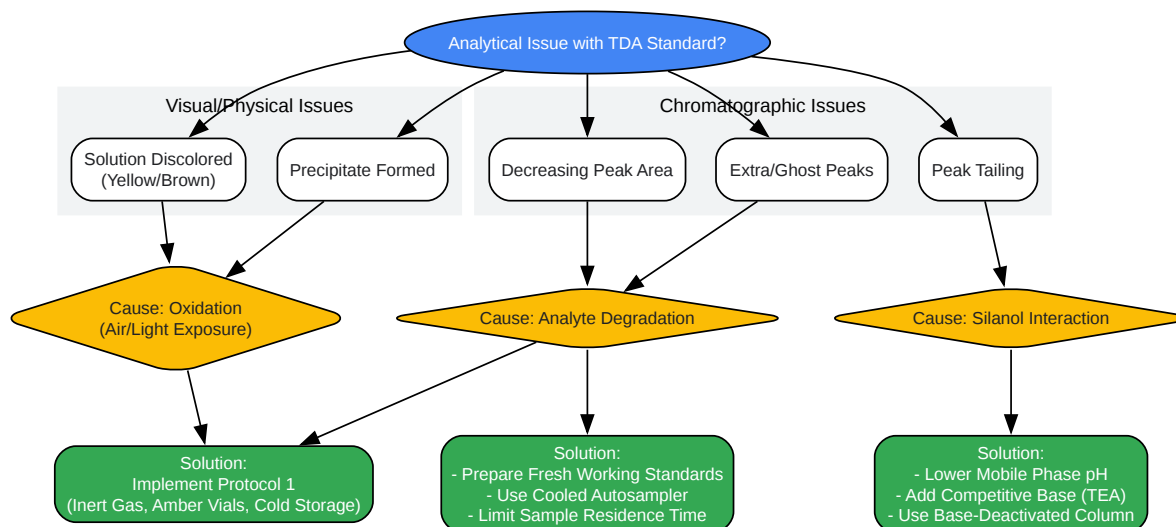 Analytical Issue with TDA Standard?
Visual/Physical Issues
Chromatographic Issues
Solution Discolored
(Yellow/Brown)
Precipitate Formed
Decreasing Peak Area
Extra/Ghost Peaks
Peak Tailing
Cause: Oxidation
(Air/Light Exposure)
Cause: Analyte Degradation
Cause: Silanol Interaction
Solution:
Implement Protocol 1
(Inert Gas, Amber Vials, Cold Storage)
Solution:
- Prepare Fresh Working Standards
- Use Cooled Autosampler
- Limit Sample Residence Time
Solution:
- Lower Mobile Phase pH
- Add Competitive Base (TEA)
- Use Base-Deactivated Column